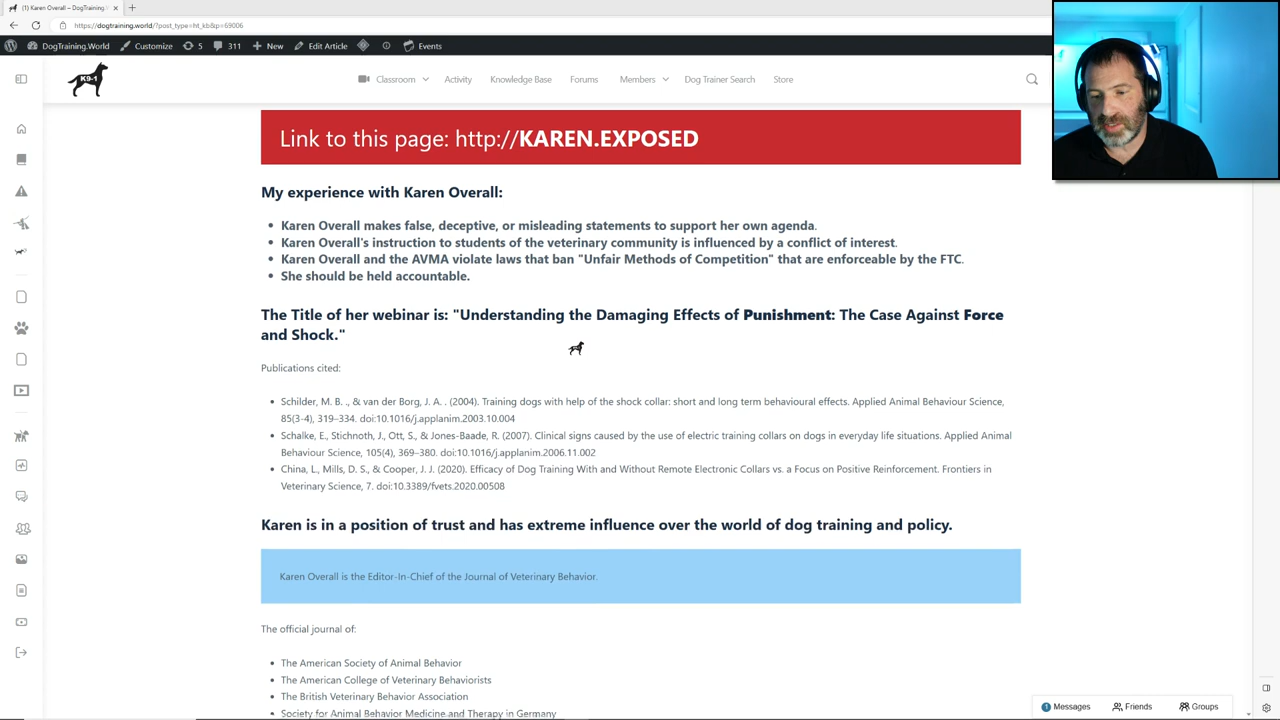 (1) Karen Overall – DogTraining.
https://dogtraining.world/?post_type=ht_kb&p=69006
DogTraining.World Customize 5 311 New Edit Article Events
K9-1 Classroom Activity Knowledge Base Forums Members Dog Trainer Search Store
Link to this page: http://KAREN.EXPOSED
My experience with Karen Overall:
Karen Overall makes false, deceptive, or misleading statements to support her own agenda.
Karen Overall's instruction to students of the veterinary community is influenced by a conflict of interest.
Karen Overall and the AVMA violate laws that ban "Unfair Methods of Competition" that are enforceable by the FTC.
She should be held accountable.
The Title of her webinar is: "Understanding the Damaging Effects of Punishment: The Case Against Force
and Shock."
Publications cited:
Schilder, M. B. ., & van der Borg, J. A. . (2004). Training dogs with help of the shock collar: short and long term behavioural effects. Applied Animal Behaviour Science,
85(3-4), 319–334. doi:10.1016/j.applanim.2003.10.004
Schalke, E., Stichnoth, J., Ott, S., & Jones-Baade, R. (2007). Clinical signs caused by the use of electric training collars on dogs in everyday life situations. Applied Animal
Behaviour Science, 105(4), 369–380. doi:10.1016/j.applanim.2006.11.002
China, L., Mills, D. S., & Cooper, J. J. (2020). Efficacy of Dog Training With and Without Remote Electronic Collars vs. a Focus on Positive Reinforcement. Frontiers in
Veterinary Science, 7. doi:10.3389/fvets.2020.00508
Karen is in a position of trust and has extreme influence over the world of dog training and policy.
Karen Overall is the Editor-In-Chief of the Journal of Veterinary Behavior.
The official journal of:
The American Society of Animal Behavior
The American College of Veterinary Behaviorists
The British Veterinary Behavior Association
Society for Animal Behavior Medicine and Therapy in Germany
1 Messages Friends Groups